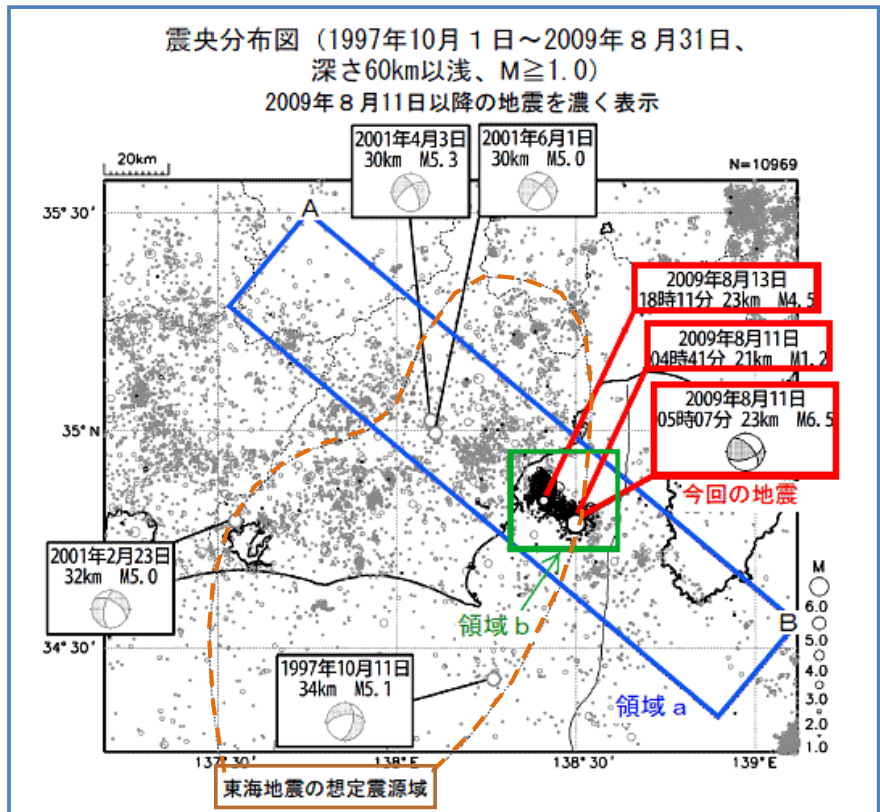 震央分布図（1997年10月１日～2009年８月31日、
深さ60km以浅、M≧1.0）
2009年８月11日以降の地震を濃く表示
20km
N=10969
2001年4月3日
30km M5.3
2001年6月1日
30km M5.0
35° 30′
A
2009年8月13日
18時11分 23km M4.5
2009年8月11日
04時41分 21km M1.2
2009年8月11日
05時07分 23km M6.5
今回の地震
35° N
2001年2月23日
32km M5.0
領域ｂ
34° 30′
1997年10月11日
34km M5.1
領域ａ
B
M
6.0
5.0
4.0
3.0
2.0
1.0
137° 30′
138° E
138° 30′
139° E
東海地震の想定震源域